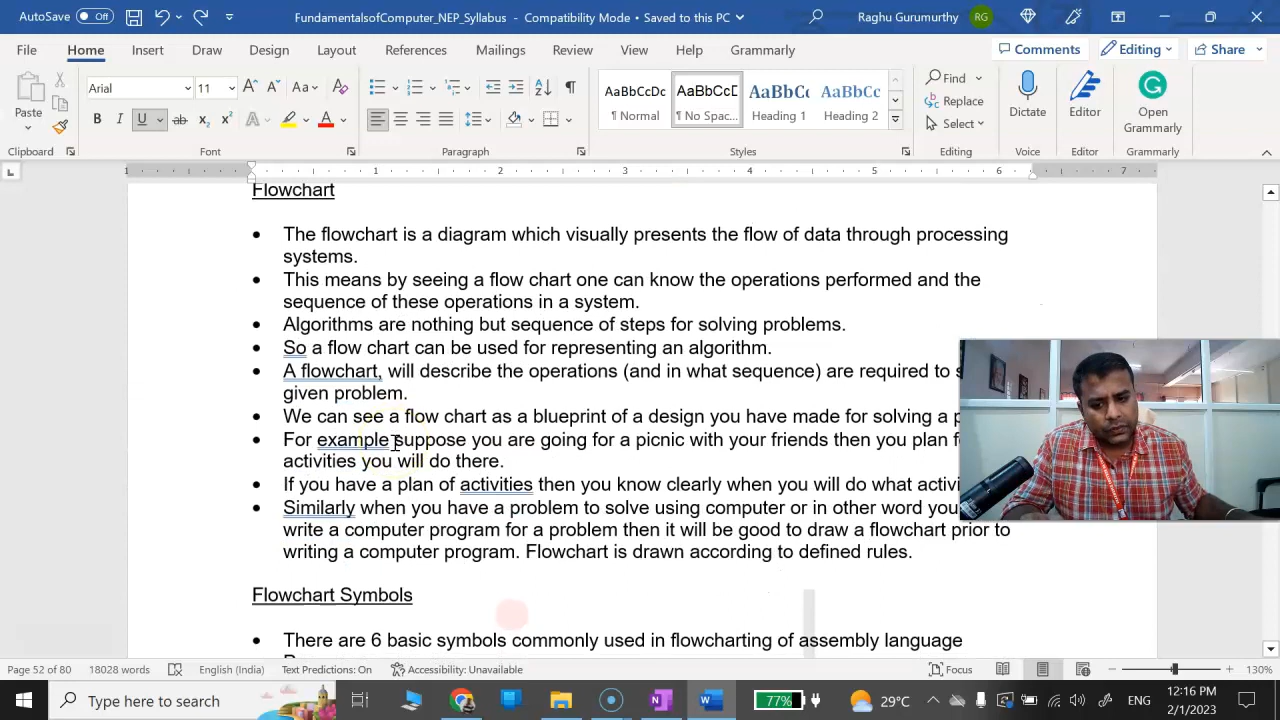 AutoSave Off FundamentalsofComputer_NEP_Syllabus - Compatibility Mode • Saved to this PC Raghu Gurumurthy RG
File Home Insert Draw Design Layout References Mailings Review View Help Grammarly Comments Editing Share
Paste Arial 11 Aa AaBbCcDc AaBbCcD AaBbCc AaBbCc Find Replace Select Dictate Editor Open Grammarly
¶ Normal ¶ No Spac... Heading 1 Heading 2
Clipboard Font Paragraph Styles Editing Voice Editor Grammarly
1 1 2 3 4 5 6 7
Flowchart
• The flowchart is a diagram which visually presents the flow of data through processing
systems.
• This means by seeing a flow chart one can know the operations performed and the
sequence of these operations in a system.
• Algorithms are nothing but sequence of steps for solving problems.
• So a flow chart can be used for representing an algorithm.
• A flowchart, will describe the operations (and in what sequence) are required to
given problem.
• We can see a flow chart as a blueprint of a design you have made for solving a
• For example suppose you are going for a picnic with your friends then you plan
activities you will do there.
• If you have a plan of activities then you know clearly when you will do what
• Similarly when you have a problem to solve using computer or in other word you
write a computer program for a problem then it will be good to draw a flowchart prior to
writing a computer program. Flowchart is drawn according to defined rules.
Flowchart Symbols
• There are 6 basic symbols commonly used in flowcharting of assembly language
Page 52 of 80 18028 words English (India) Text Predictions: On Accessibility: Unavailable Focus 130%
Type here to search 77% 29°C ENG 12:16 PM
2/1/2023